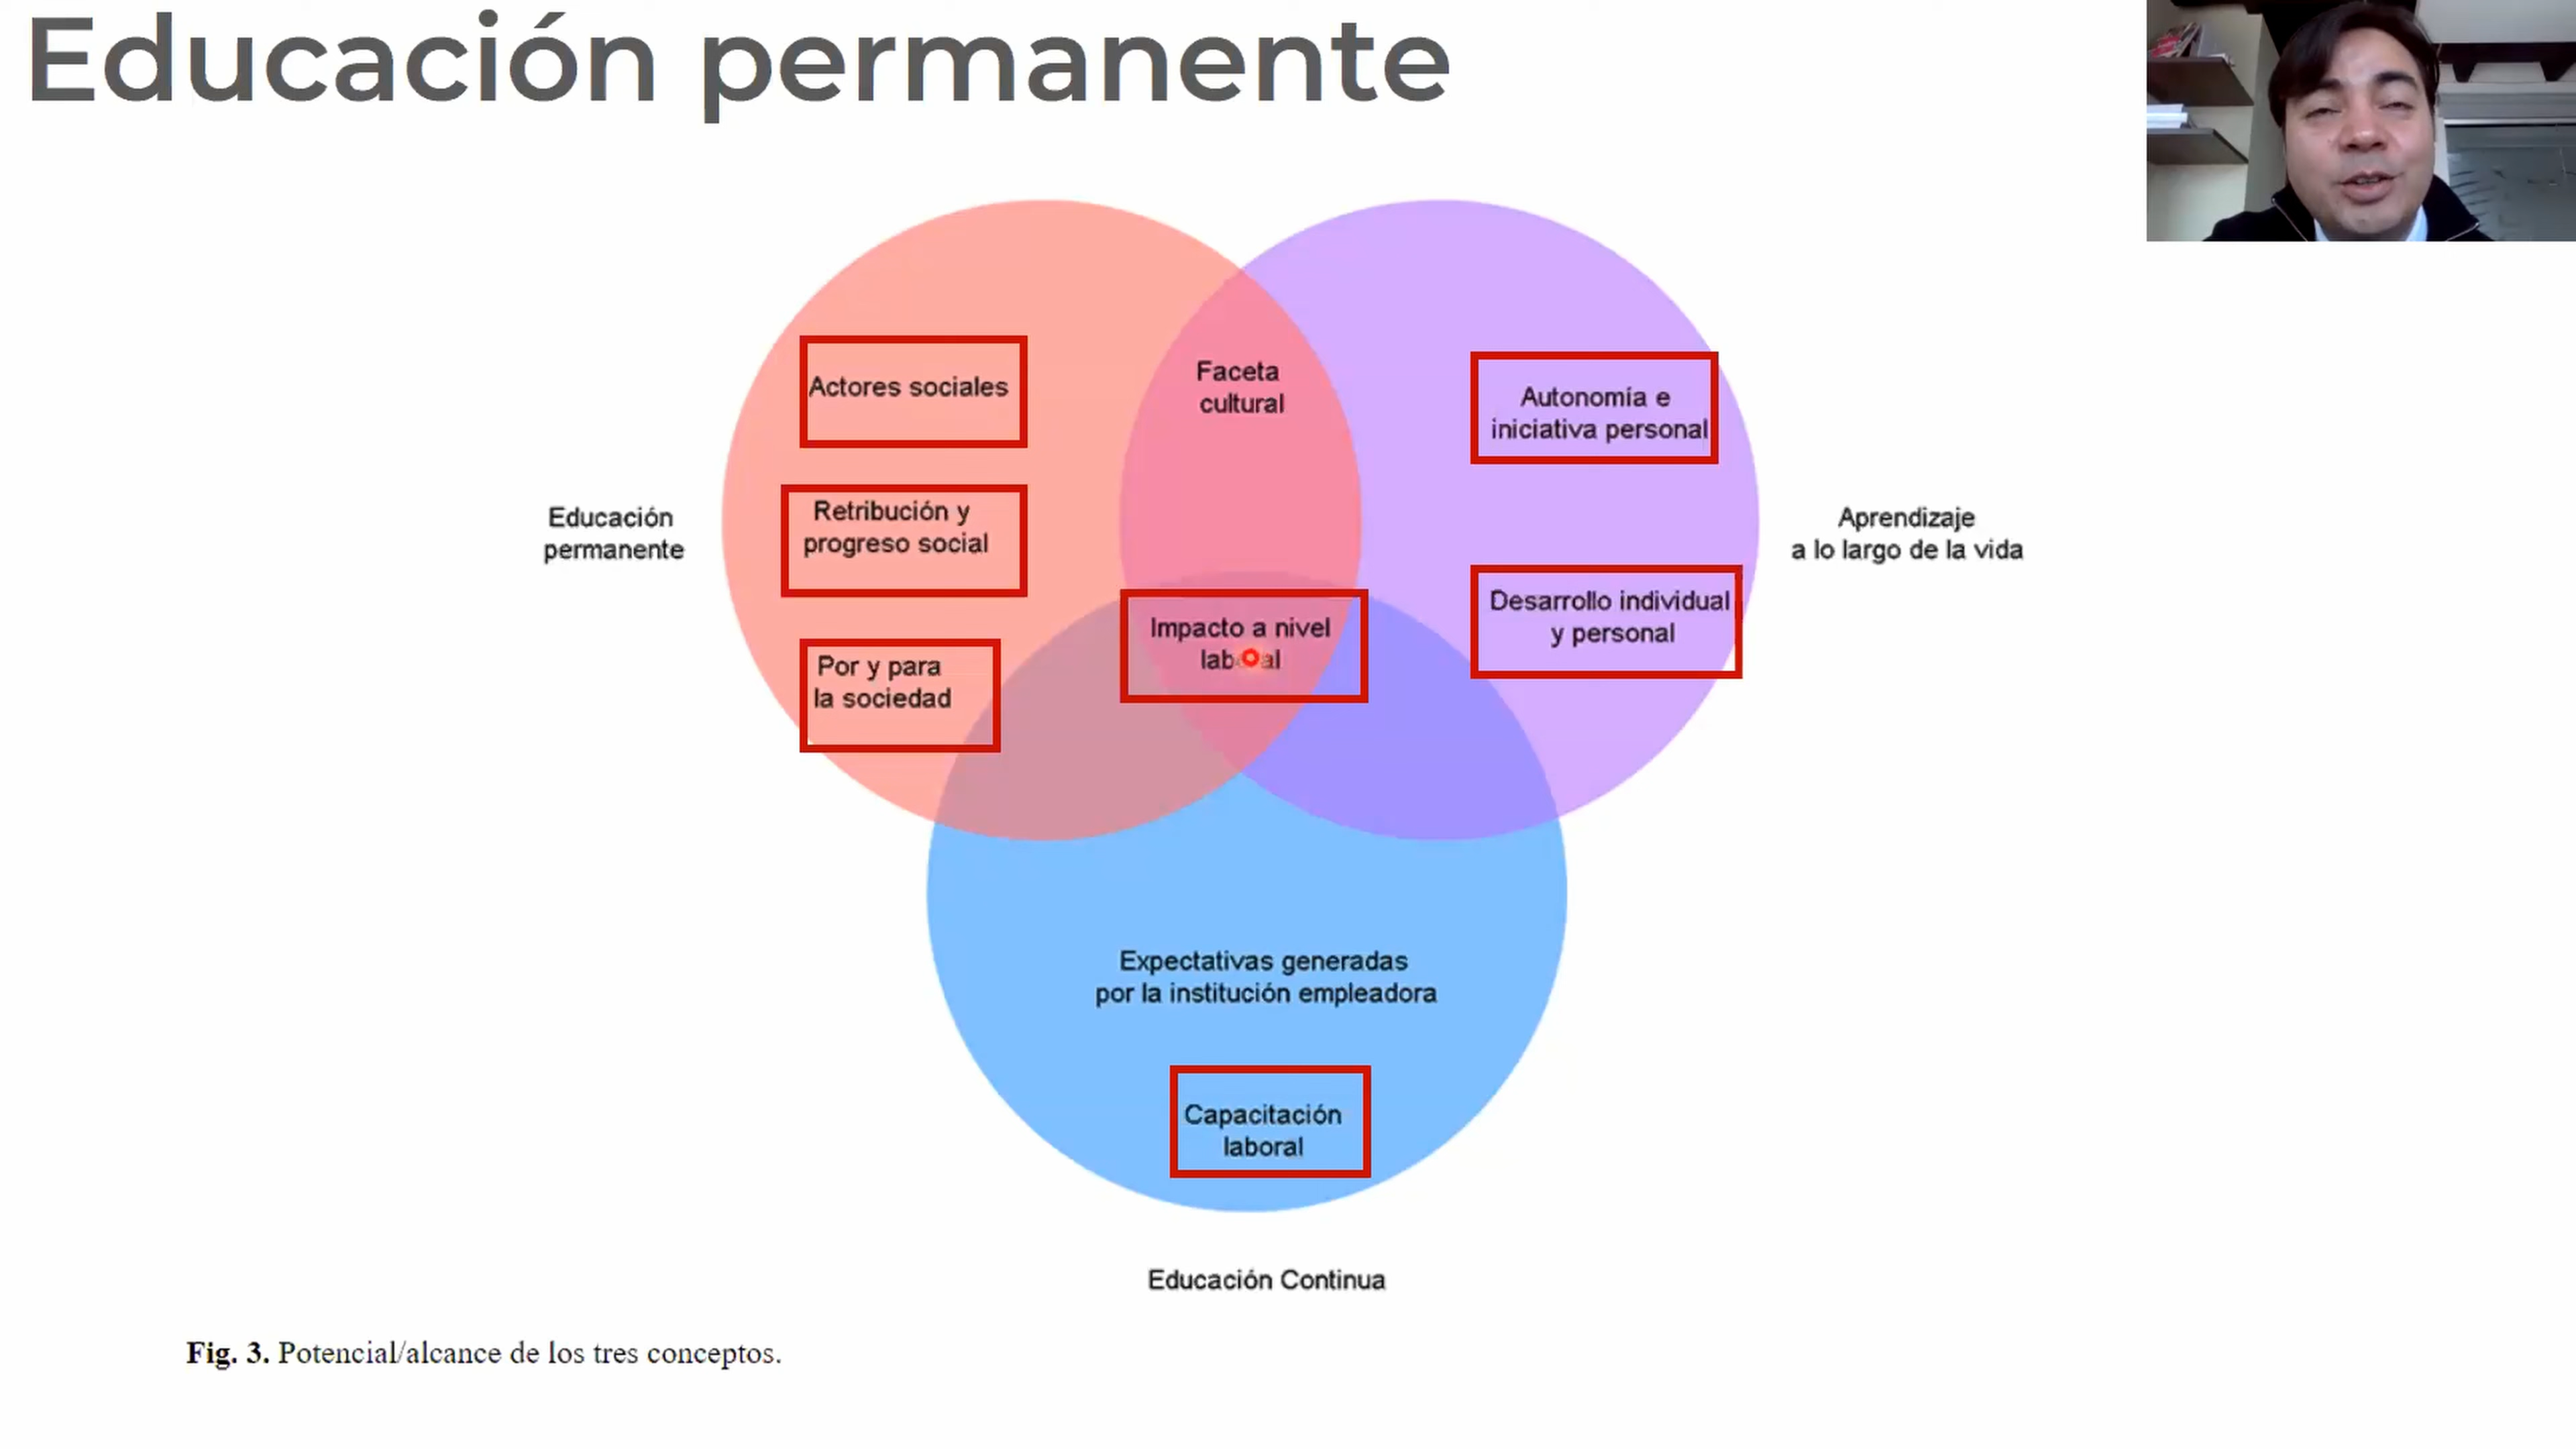 Educación permanente
Actores sociales
Faceta
cultural
Autonomía e
iniciativa personal
Retribución y
progreso social
Educación
permanente
Aprendizaje
a lo largo de la vida
Desarrollo individual
y personal
Impacto a nivel
laboral
Por y para
la sociedad
Expectativas generadas
por la institución empleadora
Capacitación
laboral
Educación Continua
Fig. 3. Potencial/alcance de los tres conceptos.